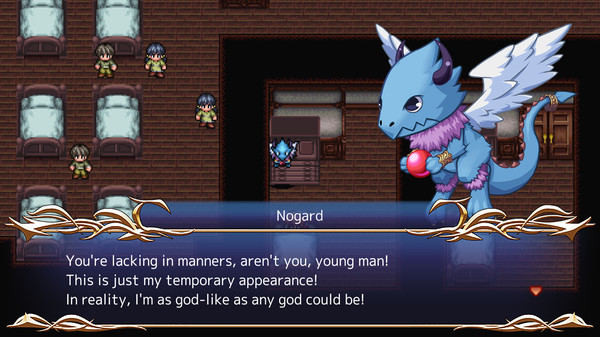 Nogard
You're lacking in manners, aren't you, young man!
This is just my temporary appearance!
In reality, I'm as god-like as any god could be!